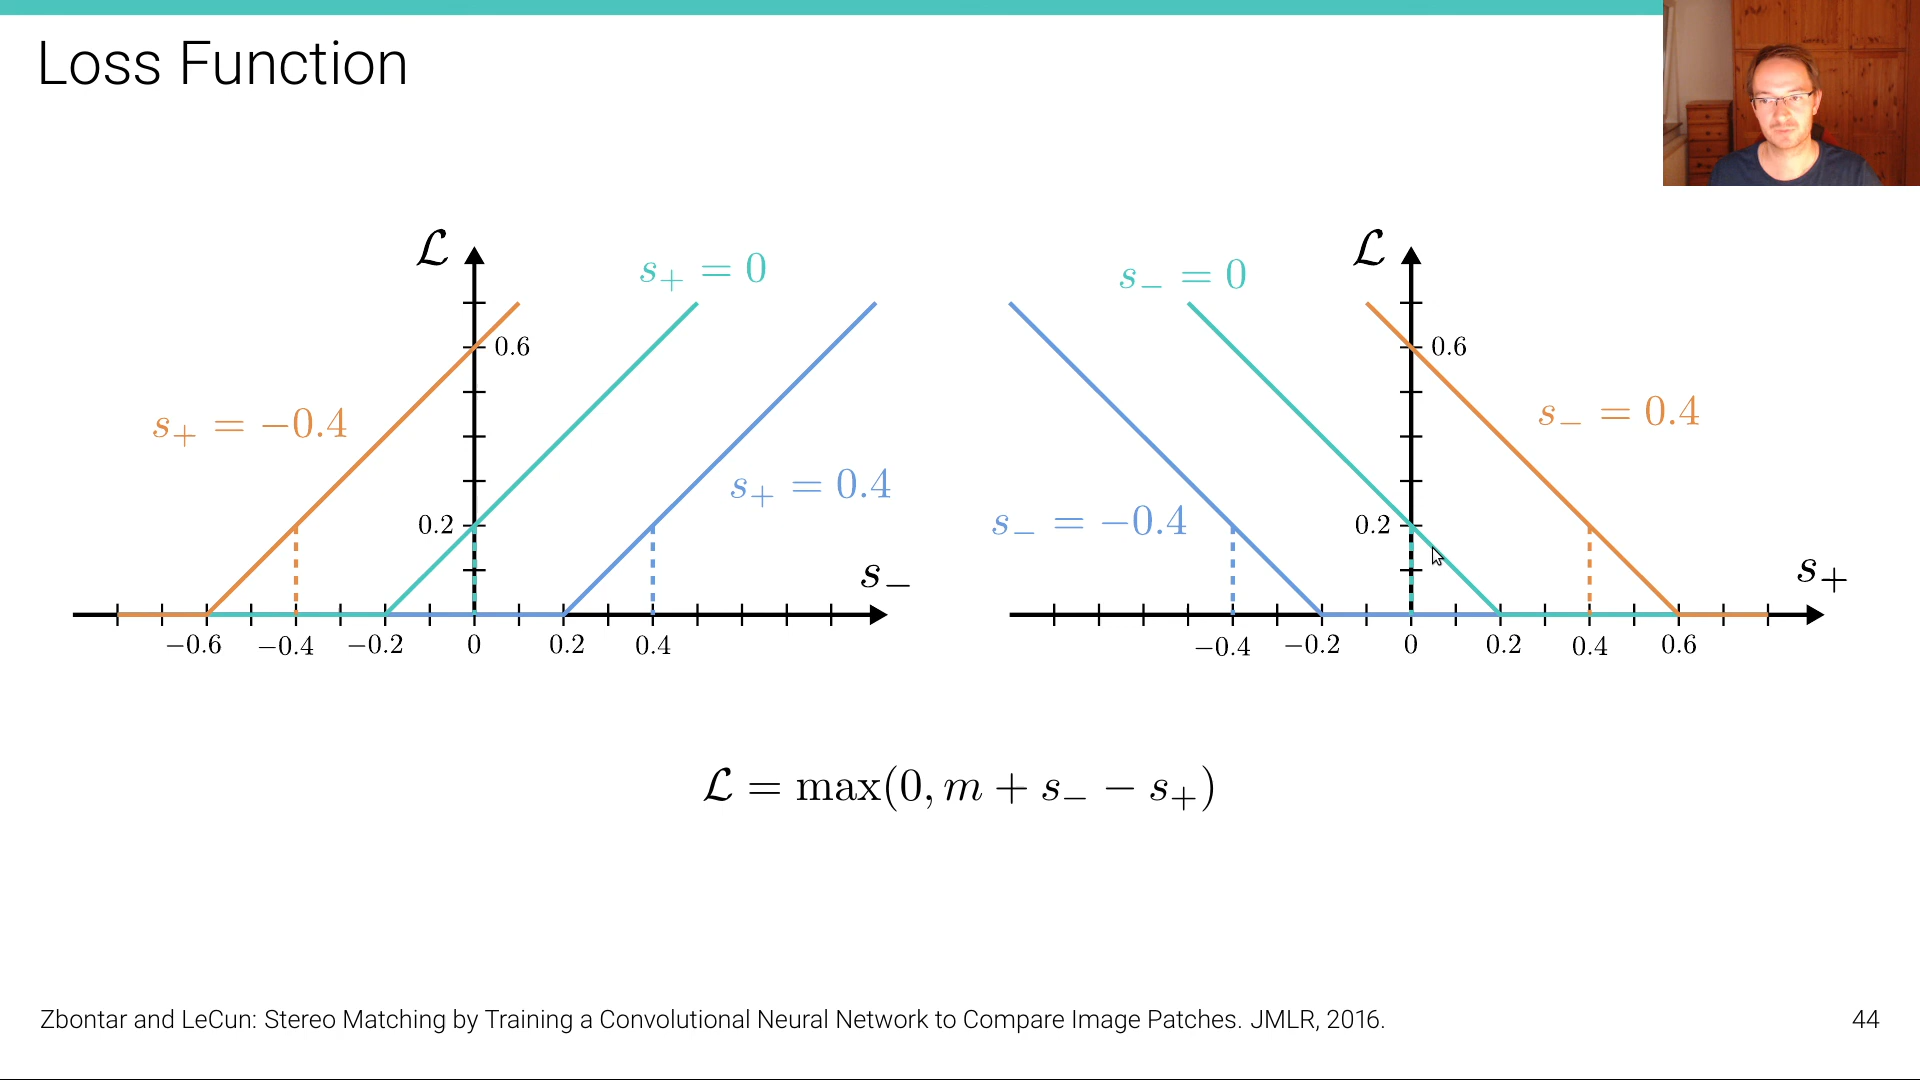 Loss Function
ℒ
s₊ = 0
0.6
s₊ = −0.4
s₊ = 0.4
0.2
s₋
−0.6 −0.4 −0.2 0 0.2 0.4
ℒ
s₋ = 0
0.6
s₋ = 0.4
s₋ = −0.4
0.2
s₊
−0.4 −0.2 0 0.2 0.4 0.6
ℒ = max(0, m + s₋ − s₊)
Zbontar and LeCun: Stereo Matching by Training a Convolutional Neural Network to Compare Image Patches. JMLR, 2016.
44